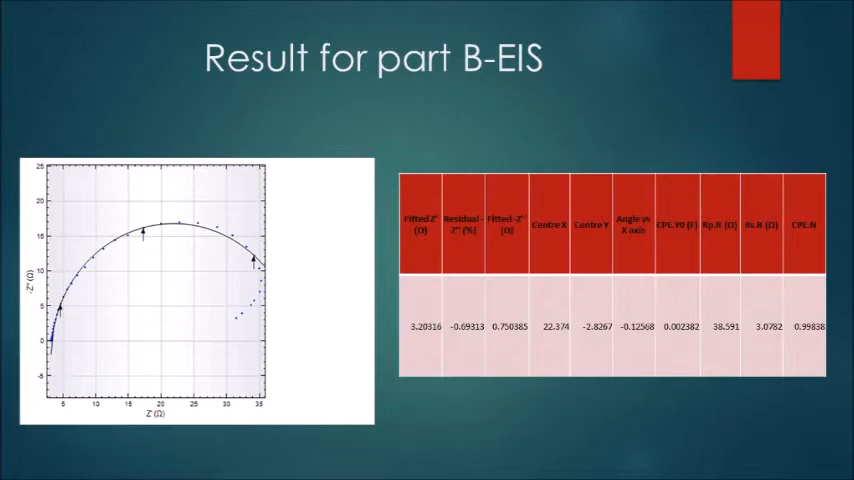 Result for part B-EIS
25
20
15
10
5
0
-5
-Z'' (Ω)
5 10 15 20 25 30 35
Z' (Ω)
Fitted Z' (Ω) Residual - Z'' (%) Fitted -Z'' (Ω) Centre X Centre Y Angle vs X axis CPE.Y0 (F) Rp.R (Ω) Rs.R (Ω) CPE.N
3.20316 -0.69313 0.750385 22.374 -2.8267 -0.12568 0.002382 38.591 3.0782 0.99838